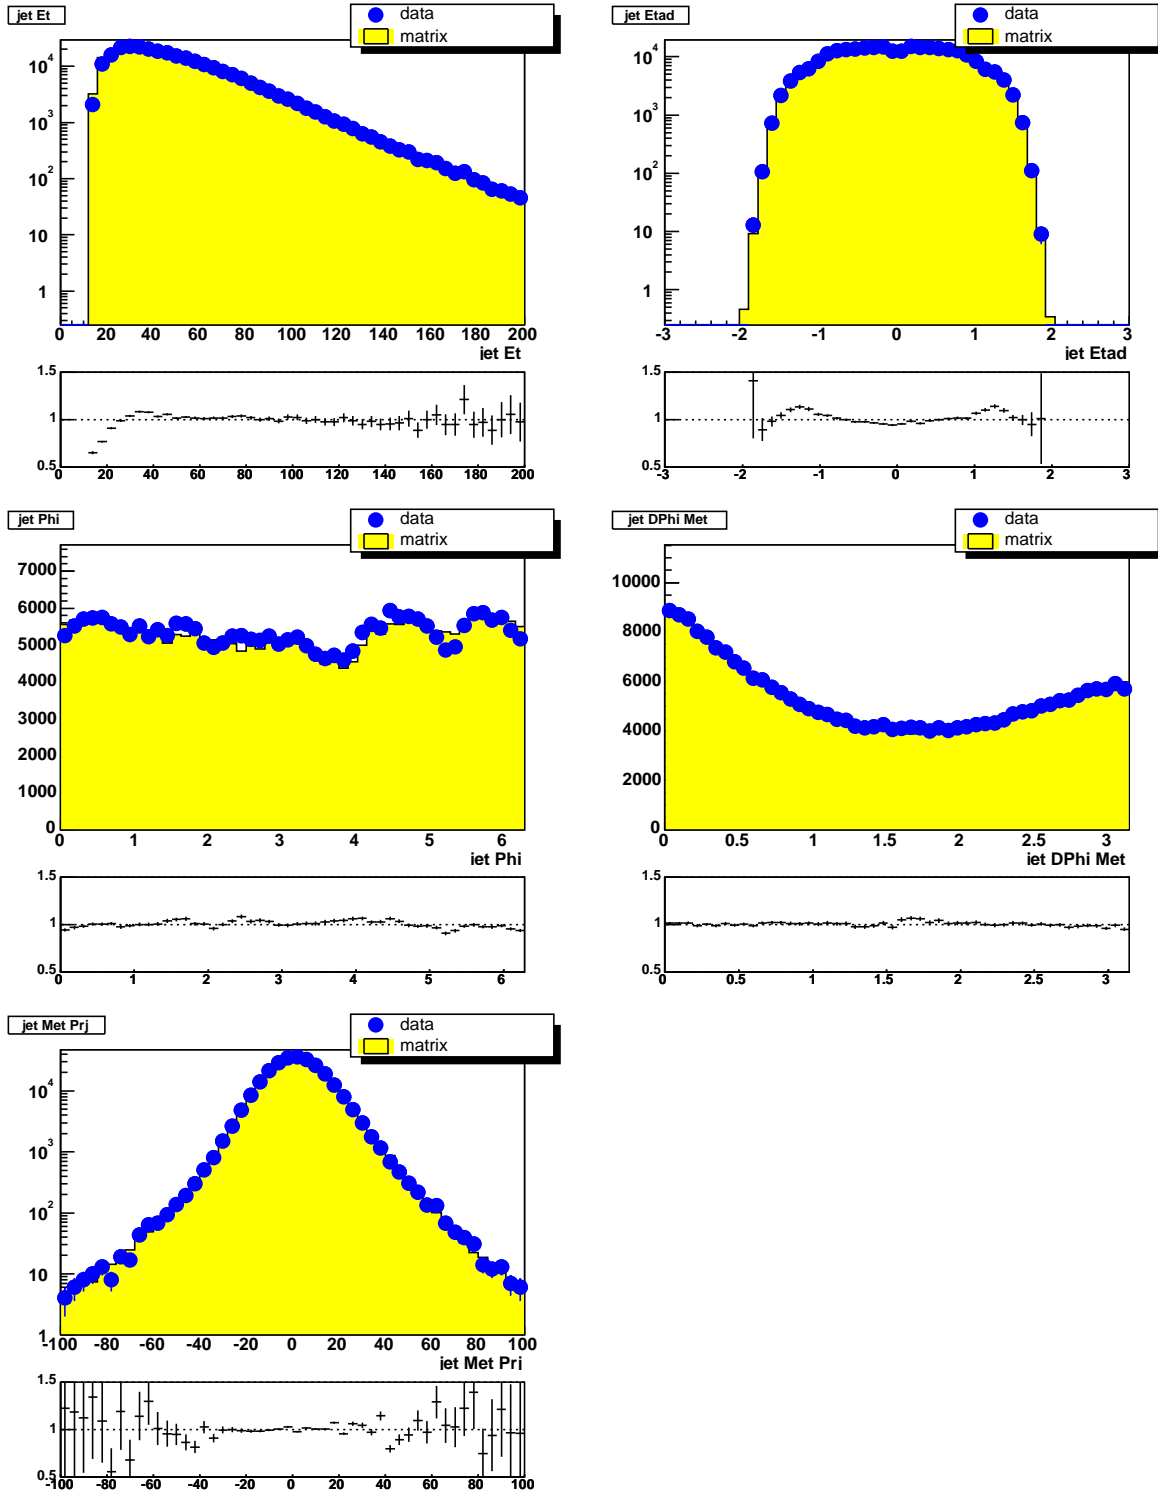 jet Et
data
matrix
10^4
10^3
10^2
10
1
0 20 40 60 80 100 120 140 160 180 200
jet Et
1.5
1
0.5
0 20 40 60 80 100 120 140 160 180 200
jet Etad
data
matrix
10^4
10^3
10^2
10
1
-3 -2 -1 0 1 2 3
jet Etad
1.5
1
0.5
-3 -2 -1 0 1 2 3
jet Phi
data
matrix
7000
6000
5000
4000
3000
2000
1000
0
0 1 2 3 4 5 6
jet Phi
1.5
1
0.5
0 1 2 3 4 5 6
jet DPhi Met
data
matrix
10000
8000
6000
4000
2000
0
0 0.5 1 1.5 2 2.5 3
jet DPhi Met
1.5
1
0.5
0 0.5 1 1.5 2 2.5 3
jet Met Prj
data
matrix
10^4
10^3
10^2
10
1
-100 -80 -60 -40 -20 0 20 40 60 80 100
jet Met Prj
1.5
1
0.5
-100 -80 -60 -40 -20 0 20 40 60 80 100